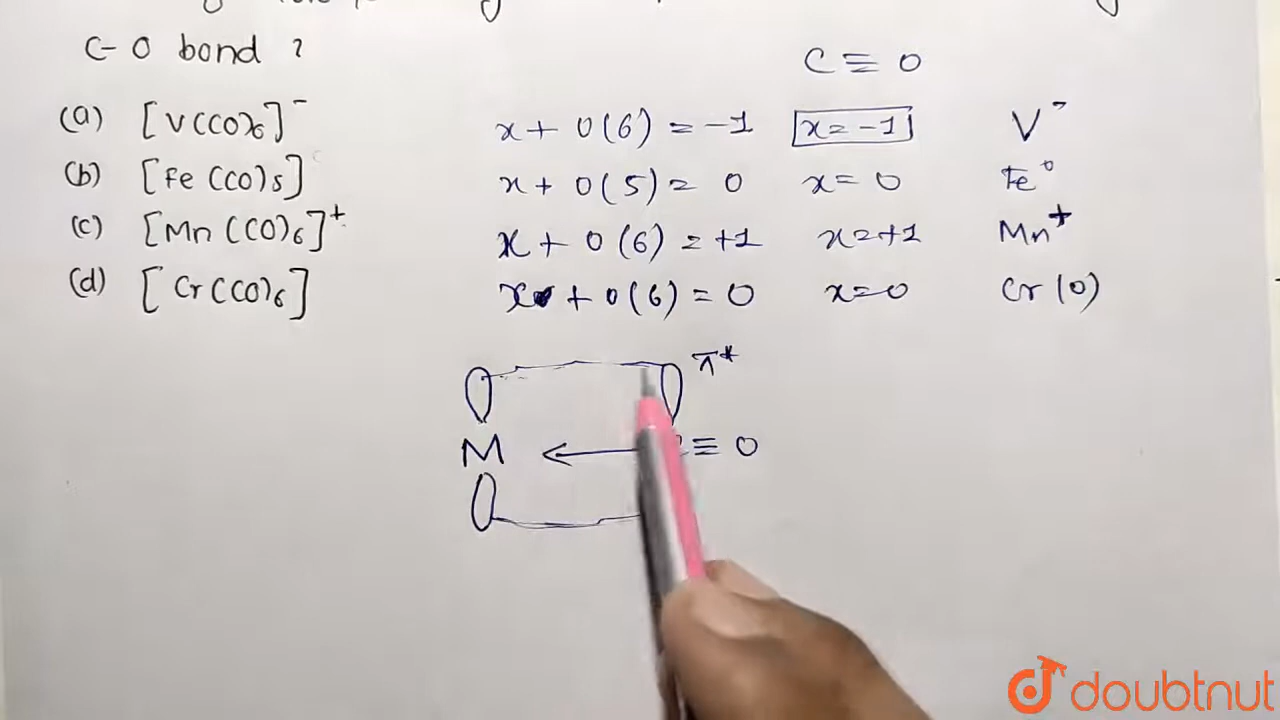 C-O bond ?
C≡O
(a) [V(CO)6]⁻ x + 0(6) = -1 x = -1 V⁻
(b) [Fe (CO)5] x + 0(5) = 0 x = 0 Fe⁰
(c) [Mn (CO)6]⁺ x + 0(6) = +1 x=+1 Mn⁺
(d) [Cr(CO)6] x + 0(6) = 0 x=0 Cr(0)
π*
M ← C≡O
doubtnut